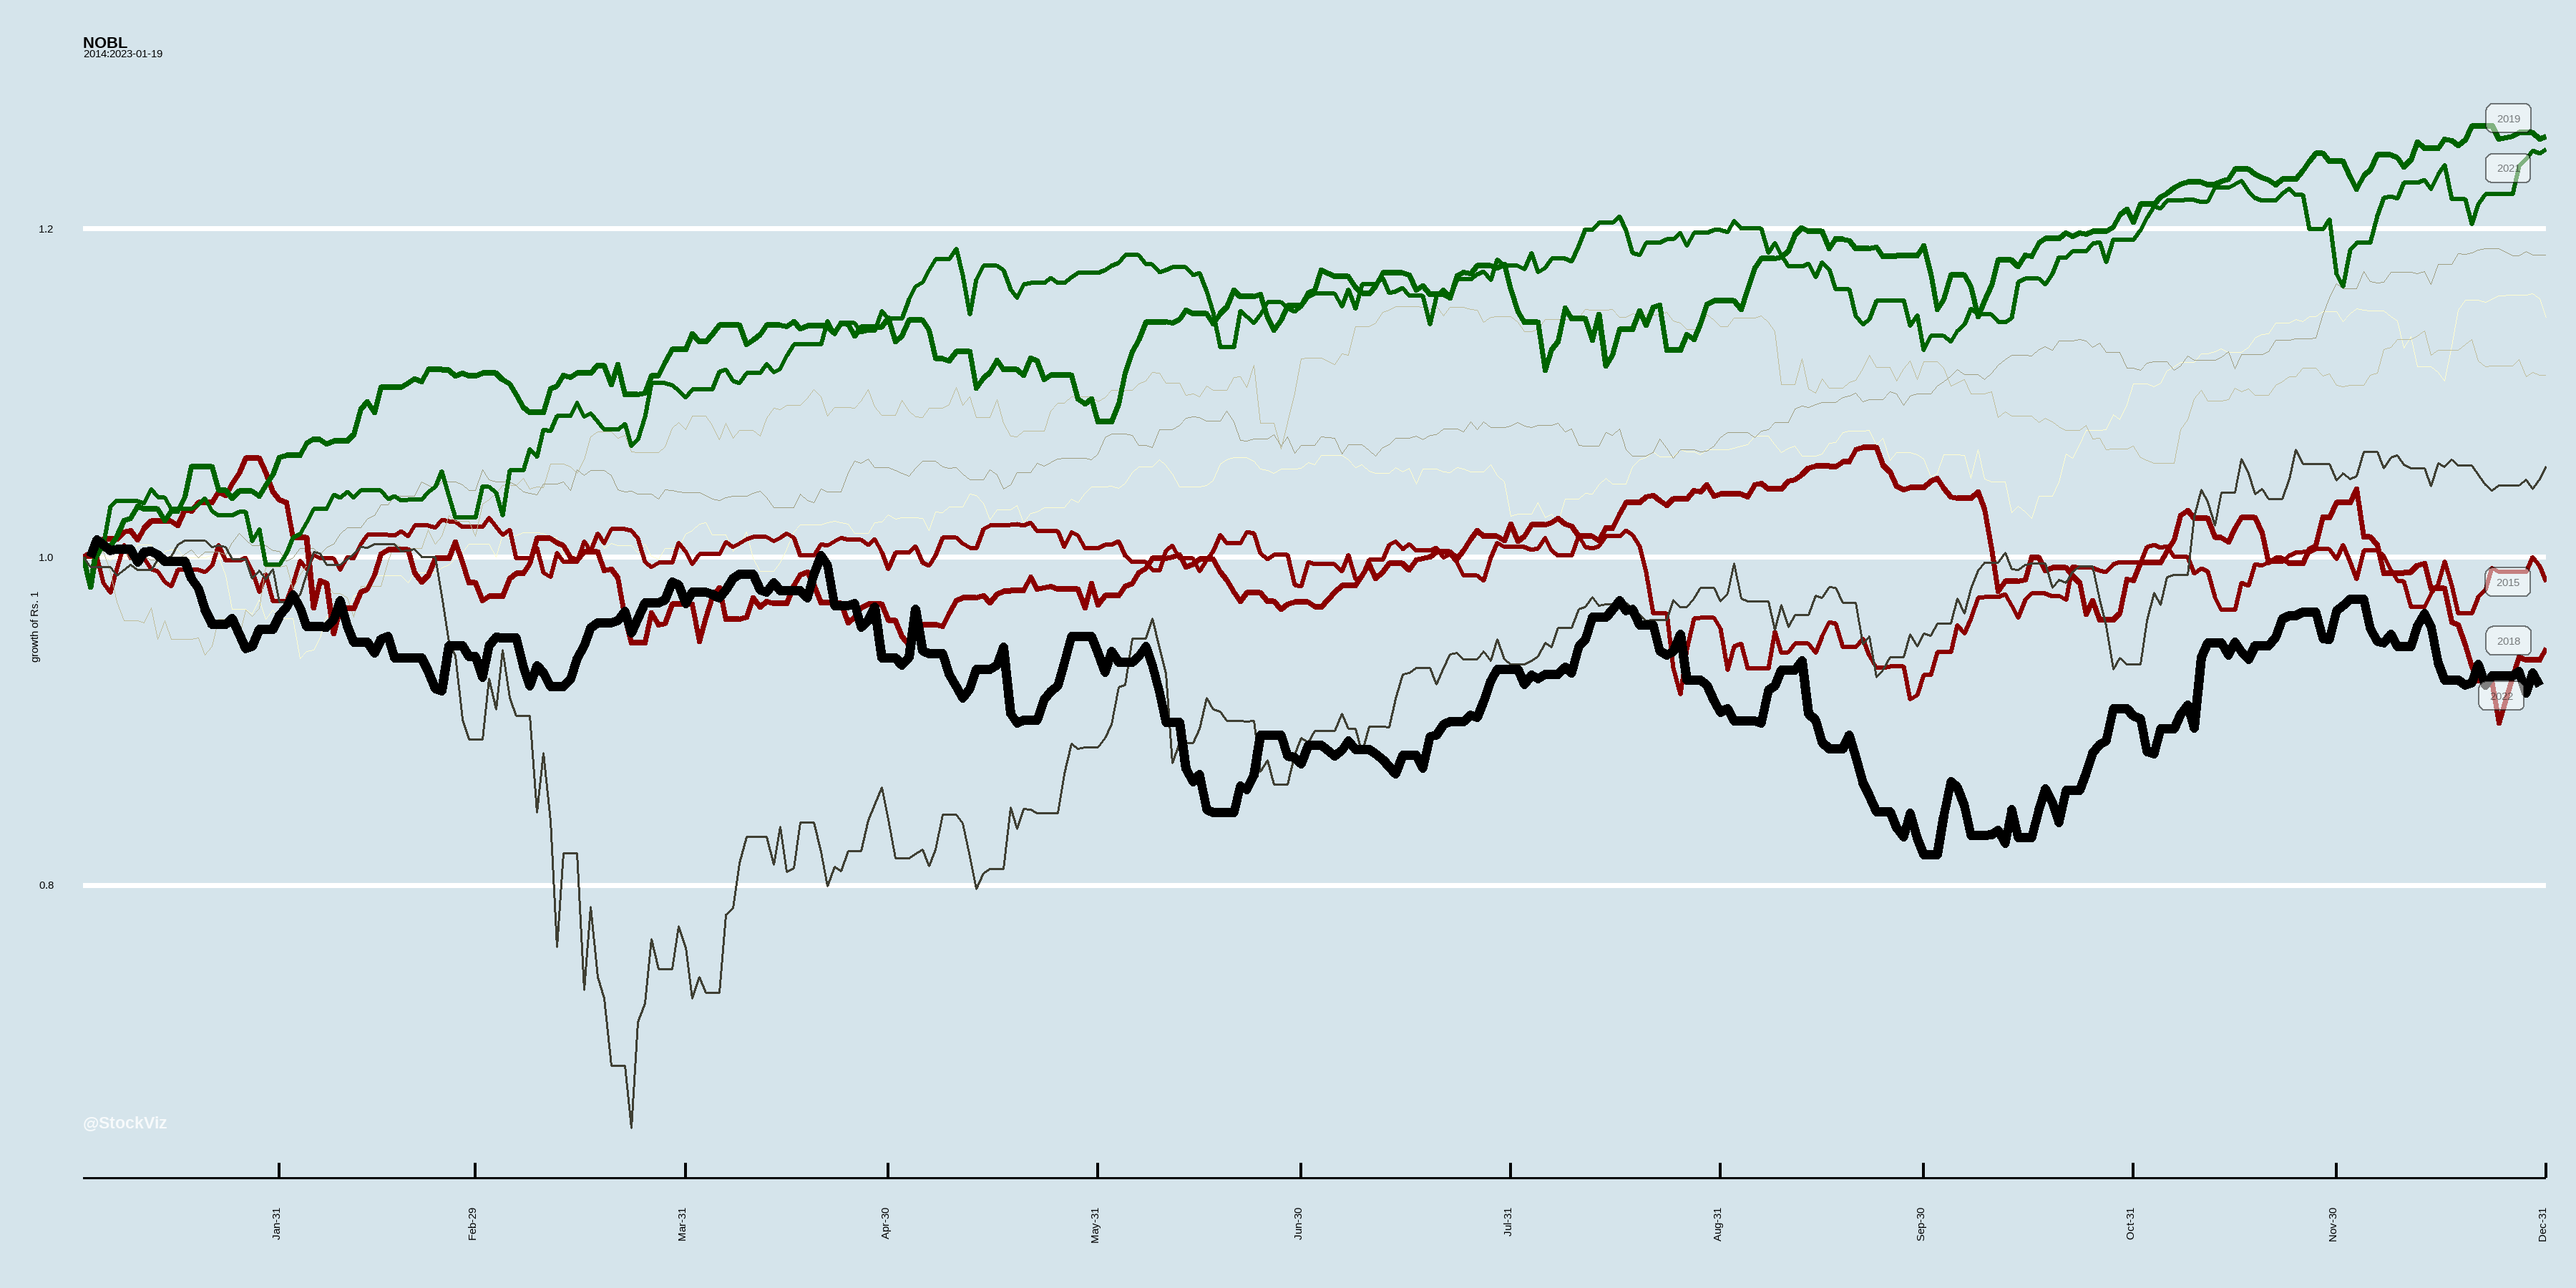 NOBL
2014:2023-01-19
2019
2021
1.2
1.0
2015
growth of Rs. 1
2018
2022
0.8
@StockViz
Jan-31
Feb-29
Mar-31
Apr-30
May-31
Jun-30
Jul-31
Aug-31
Sep-30
Oct-31
Nov-30
Dec-31